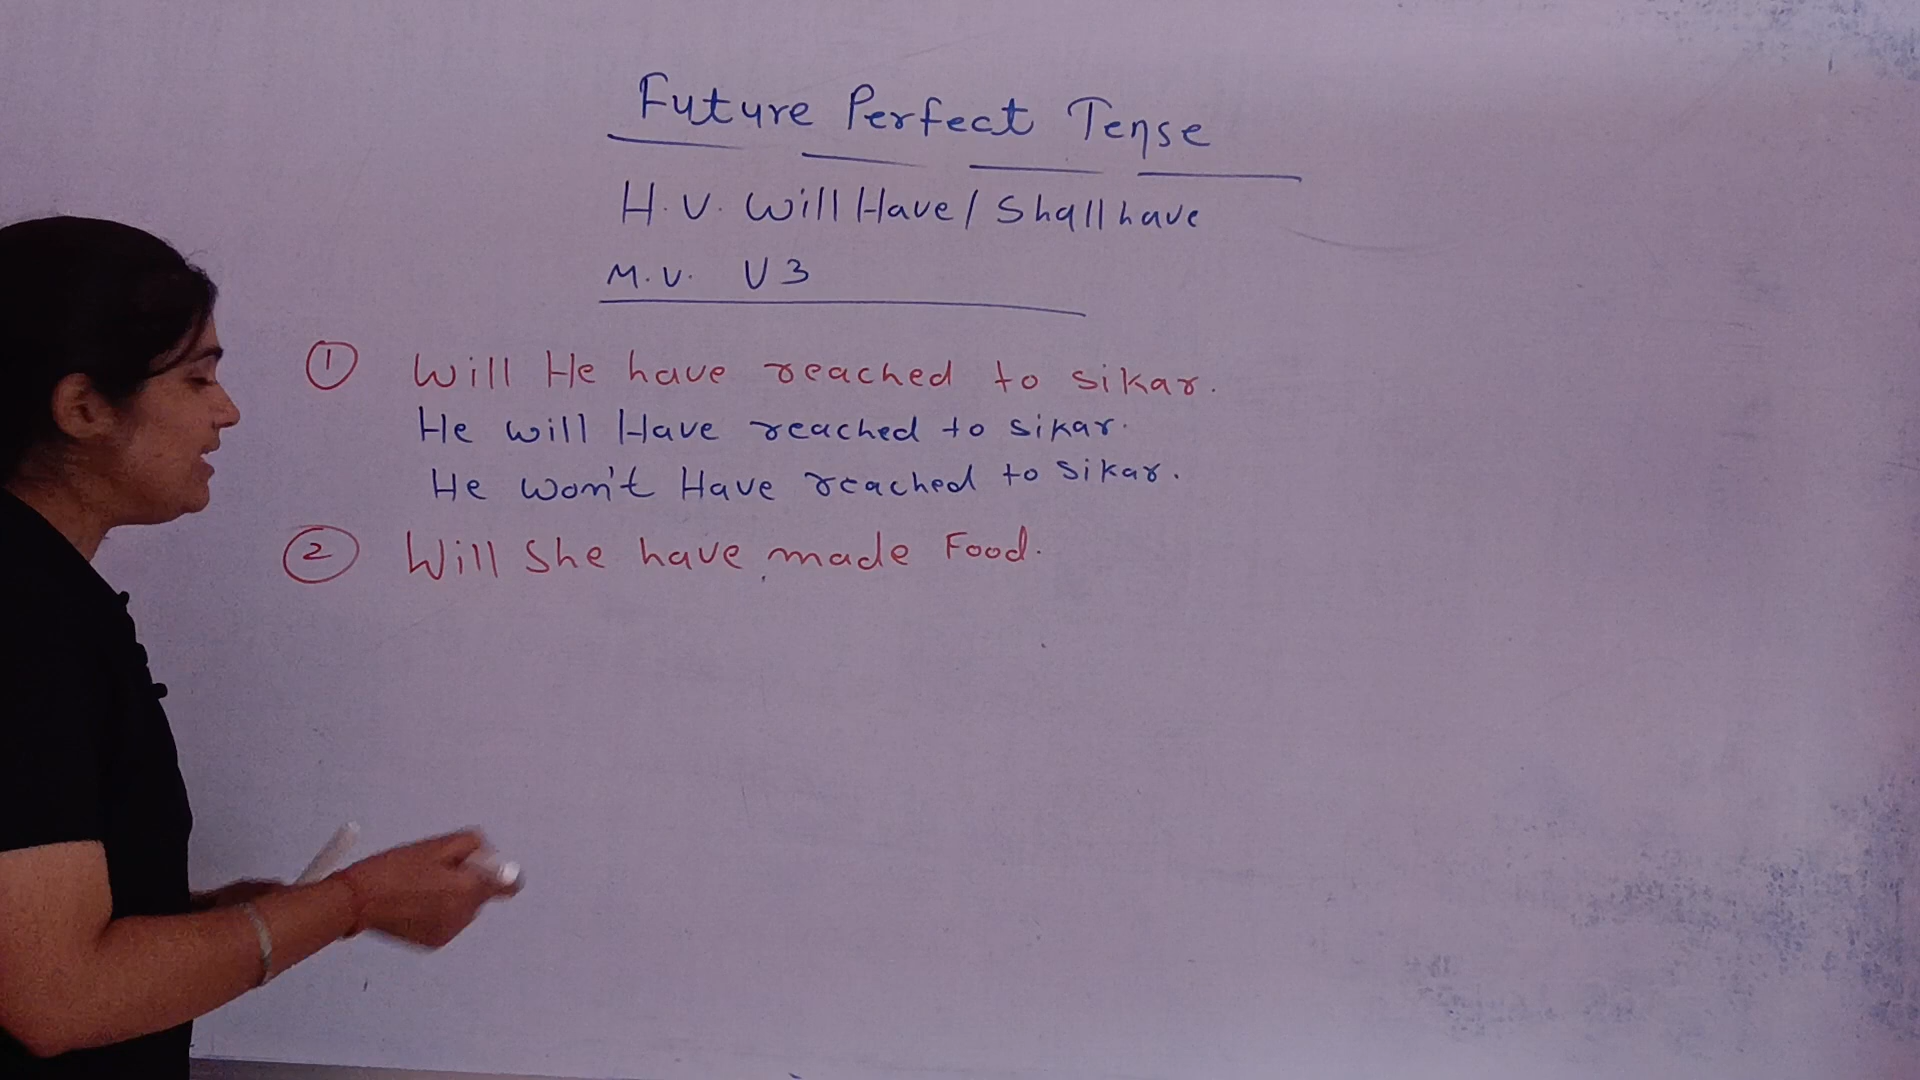 Future Perfect Tense
H.V. Will Have / Shall have
M.V. V3
① Will He have reached to sikar.
He will Have reached to sikar.
He won't Have reached to sikar.
② Will She have made Food.